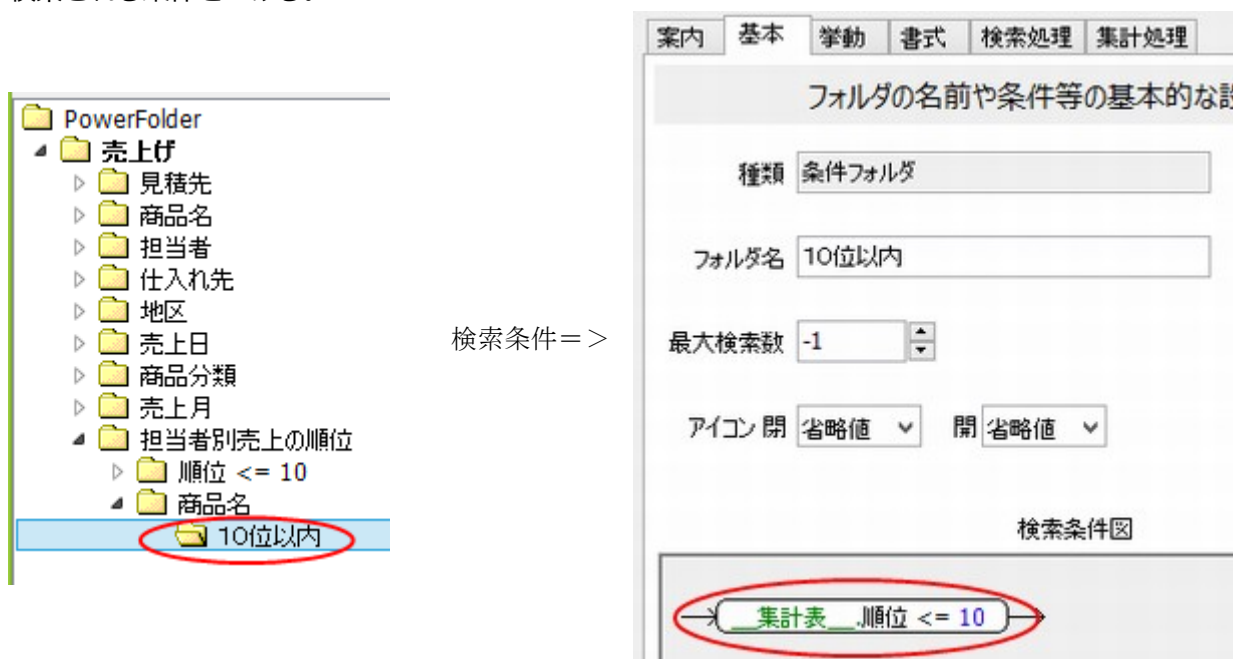 PowerFolder
売上げ
見積先
商品名
担当者
仕入れ先
地区
売上日
商品分類
売上月
担当者別売上の順位
順位 <= 10
商品名
10位以内
検索条件＝＞
案内 基本 挙動 書式 検索処理 集計処理
フォルダの名前や条件等の基本的な
種類 条件フォルダ
フォルダ名 10位以内
最大検索数 -1
アイコン 閉 省略値 開 省略値
検索条件図
__集計表__.順位 <= 10